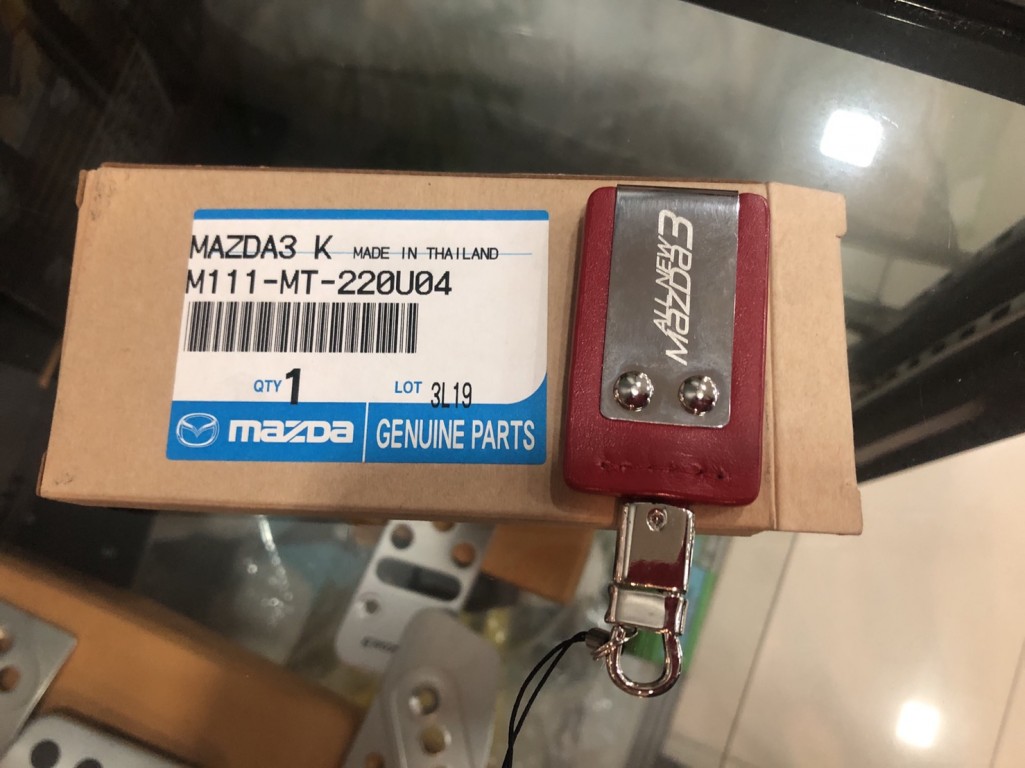 MAZDA3 K MADE IN THAILAND
M111-MT-220U04
QTY 1 LOT 3L19
mazda GENUINE PARTS
ALL-NEW
mazda3